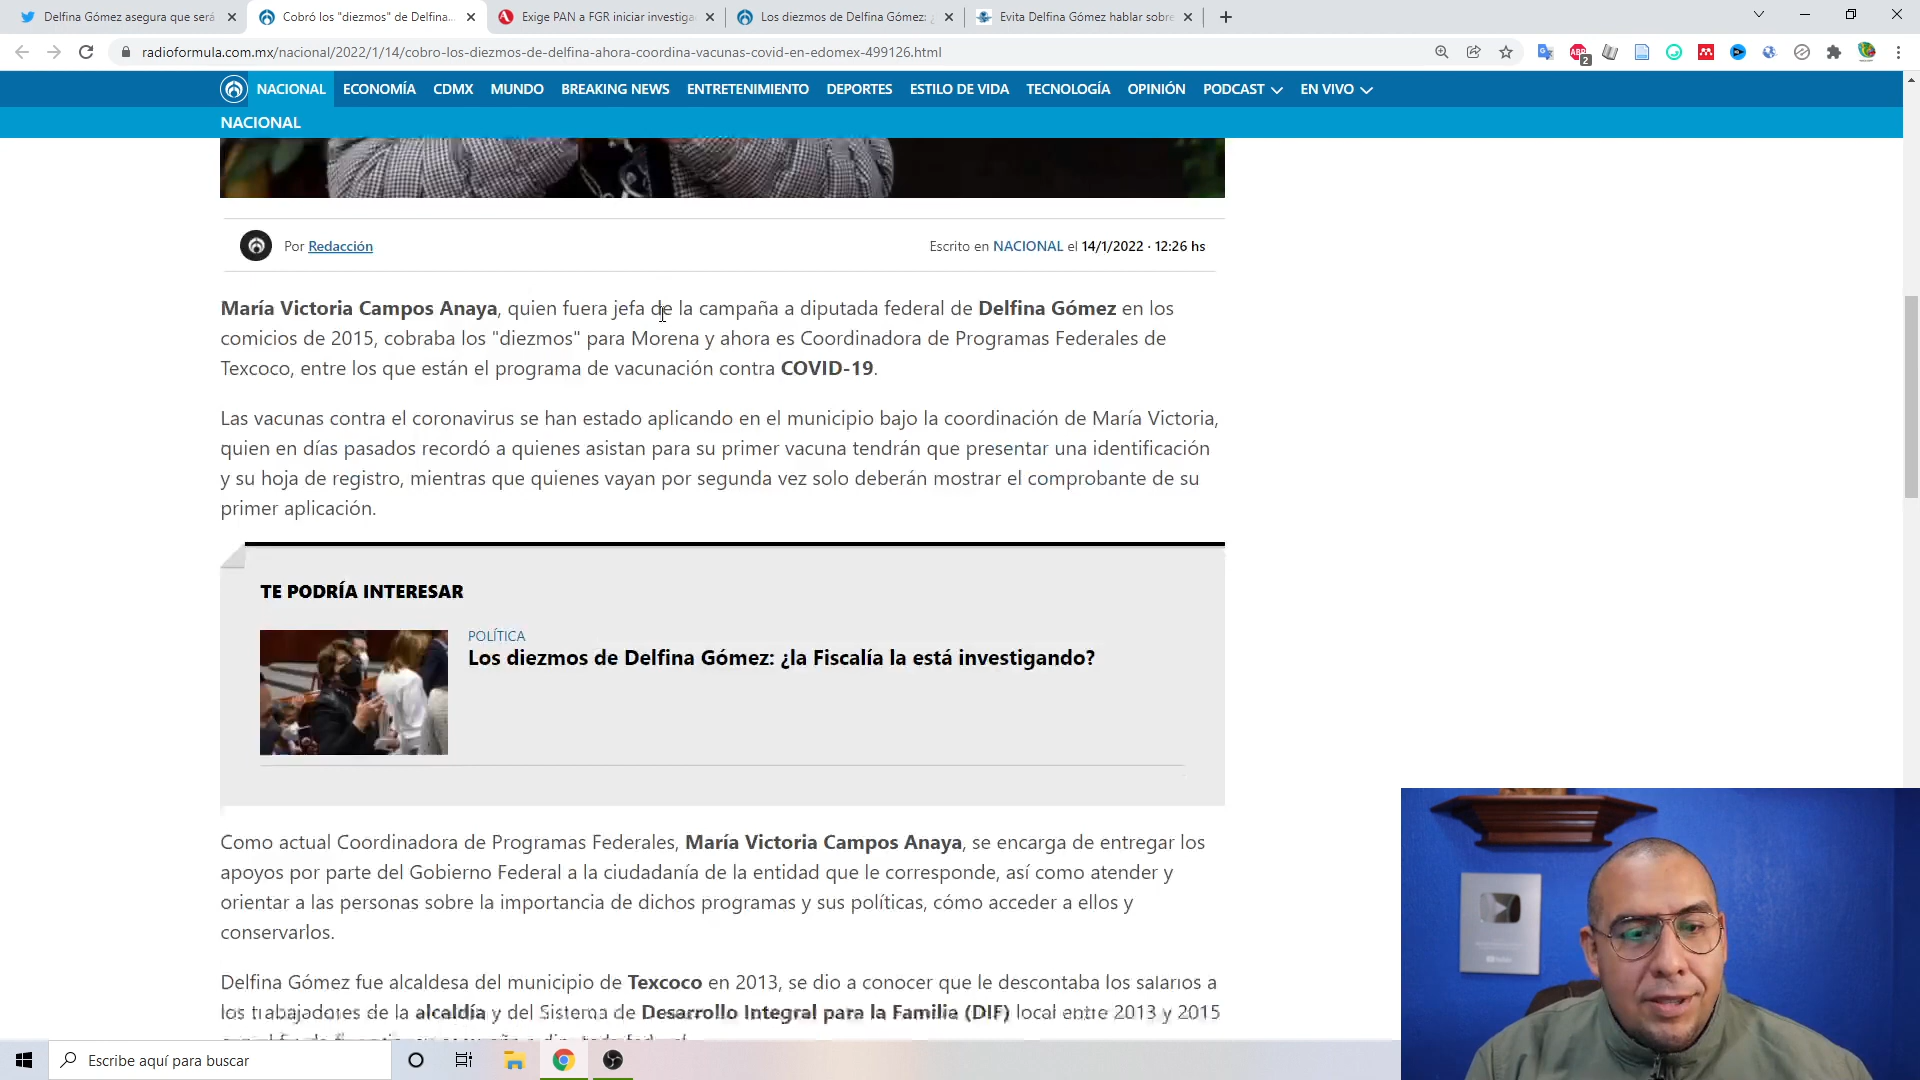 Delfina Gómez asegura que será
Cobró los "diezmos" de Delfina...
Exige PAN a FGR iniciar investiga
Los diezmos de Delfina Gómez: ¿
Evita Delfina Gómez hablar sobre
radioformula.com.mx/nacional/2022/1/14/cobro-los-diezmos-de-delfina-ahora-coordina-vacunas-covid-en-edomex-499126.html
ABP
2
NACIONAL ECONOMÍA CDMX MUNDO BREAKING NEWS ENTRETENIMIENTO DEPORTES ESTILO DE VIDA TECNOLOGÍA OPINIÓN PODCAST EN VIVO
NACIONAL
Por Redacción
Escrito en NACIONAL el 14/1/2022 · 12:26 hs
María Victoria Campos Anaya, quien fuera jefa de la campaña a diputada federal de Delfina Gómez en los
comicios de 2015, cobraba los "diezmos" para Morena y ahora es Coordinadora de Programas Federales de
Texcoco, entre los que están el programa de vacunación contra COVID-19.
Las vacunas contra el coronavirus se han estado aplicando en el municipio bajo la coordinación de María Victoria,
quien en días pasados recordó a quienes asistan para su primer vacuna tendrán que presentar una identificación
y su hoja de registro, mientras que quienes vayan por segunda vez solo deberán mostrar el comprobante de su
primer aplicación.
TE PODRÍA INTERESAR
POLÍTICA
Los diezmos de Delfina Gómez: ¿la Fiscalía la está investigando?
Como actual Coordinadora de Programas Federales, María Victoria Campos Anaya, se encarga de entregar los
apoyos por parte del Gobierno Federal a la ciudadanía de la entidad que le corresponde, así como atender y
orientar a las personas sobre la importancia de dichos programas y sus políticas, cómo acceder a ellos y
conservarlos.
Delfina Gómez fue alcaldesa del municipio de Texcoco en 2013, se dio a conocer que le descontaba los salarios a
los trabajadores de la alcaldía y del Sistema de Desarrollo Integral para la Familia (DIF) local entre 2013 y 2015
Escribe aquí para buscar